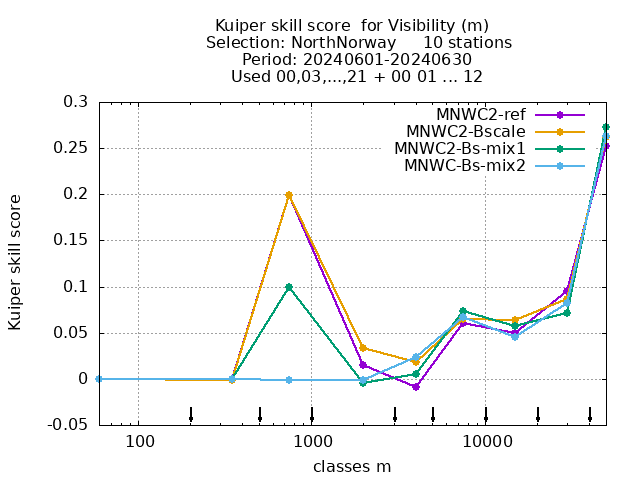 Kuiper skill score  for Visibility (m)
Selection: NorthNorway     10 stations
Period: 20240601-20240630
Used 00,03,...,21 + 00 01 ... 12
MNWC2-ref
MNWC2-Bscale
MNWC2-Bs-mix1
MNWC-Bs-mix2
0.3
0.25
0.2
0.15
0.1
0.05
0
-0.05
Kuiper skill score
100 1000 10000
classes m